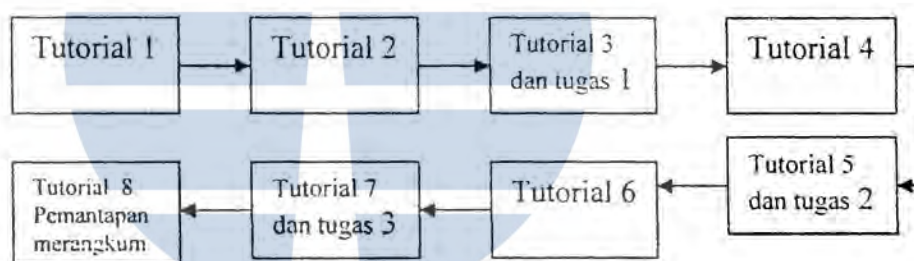 Tutorial 1
Tutorial 2
Tutorial 3
dan tugas 1
Tutorial 4
Tutorial 5
dan tugas 2
Tutorial 6
Tutorial 7
dan tugas 3
Tutorial 8
Pemantapan
merangkum